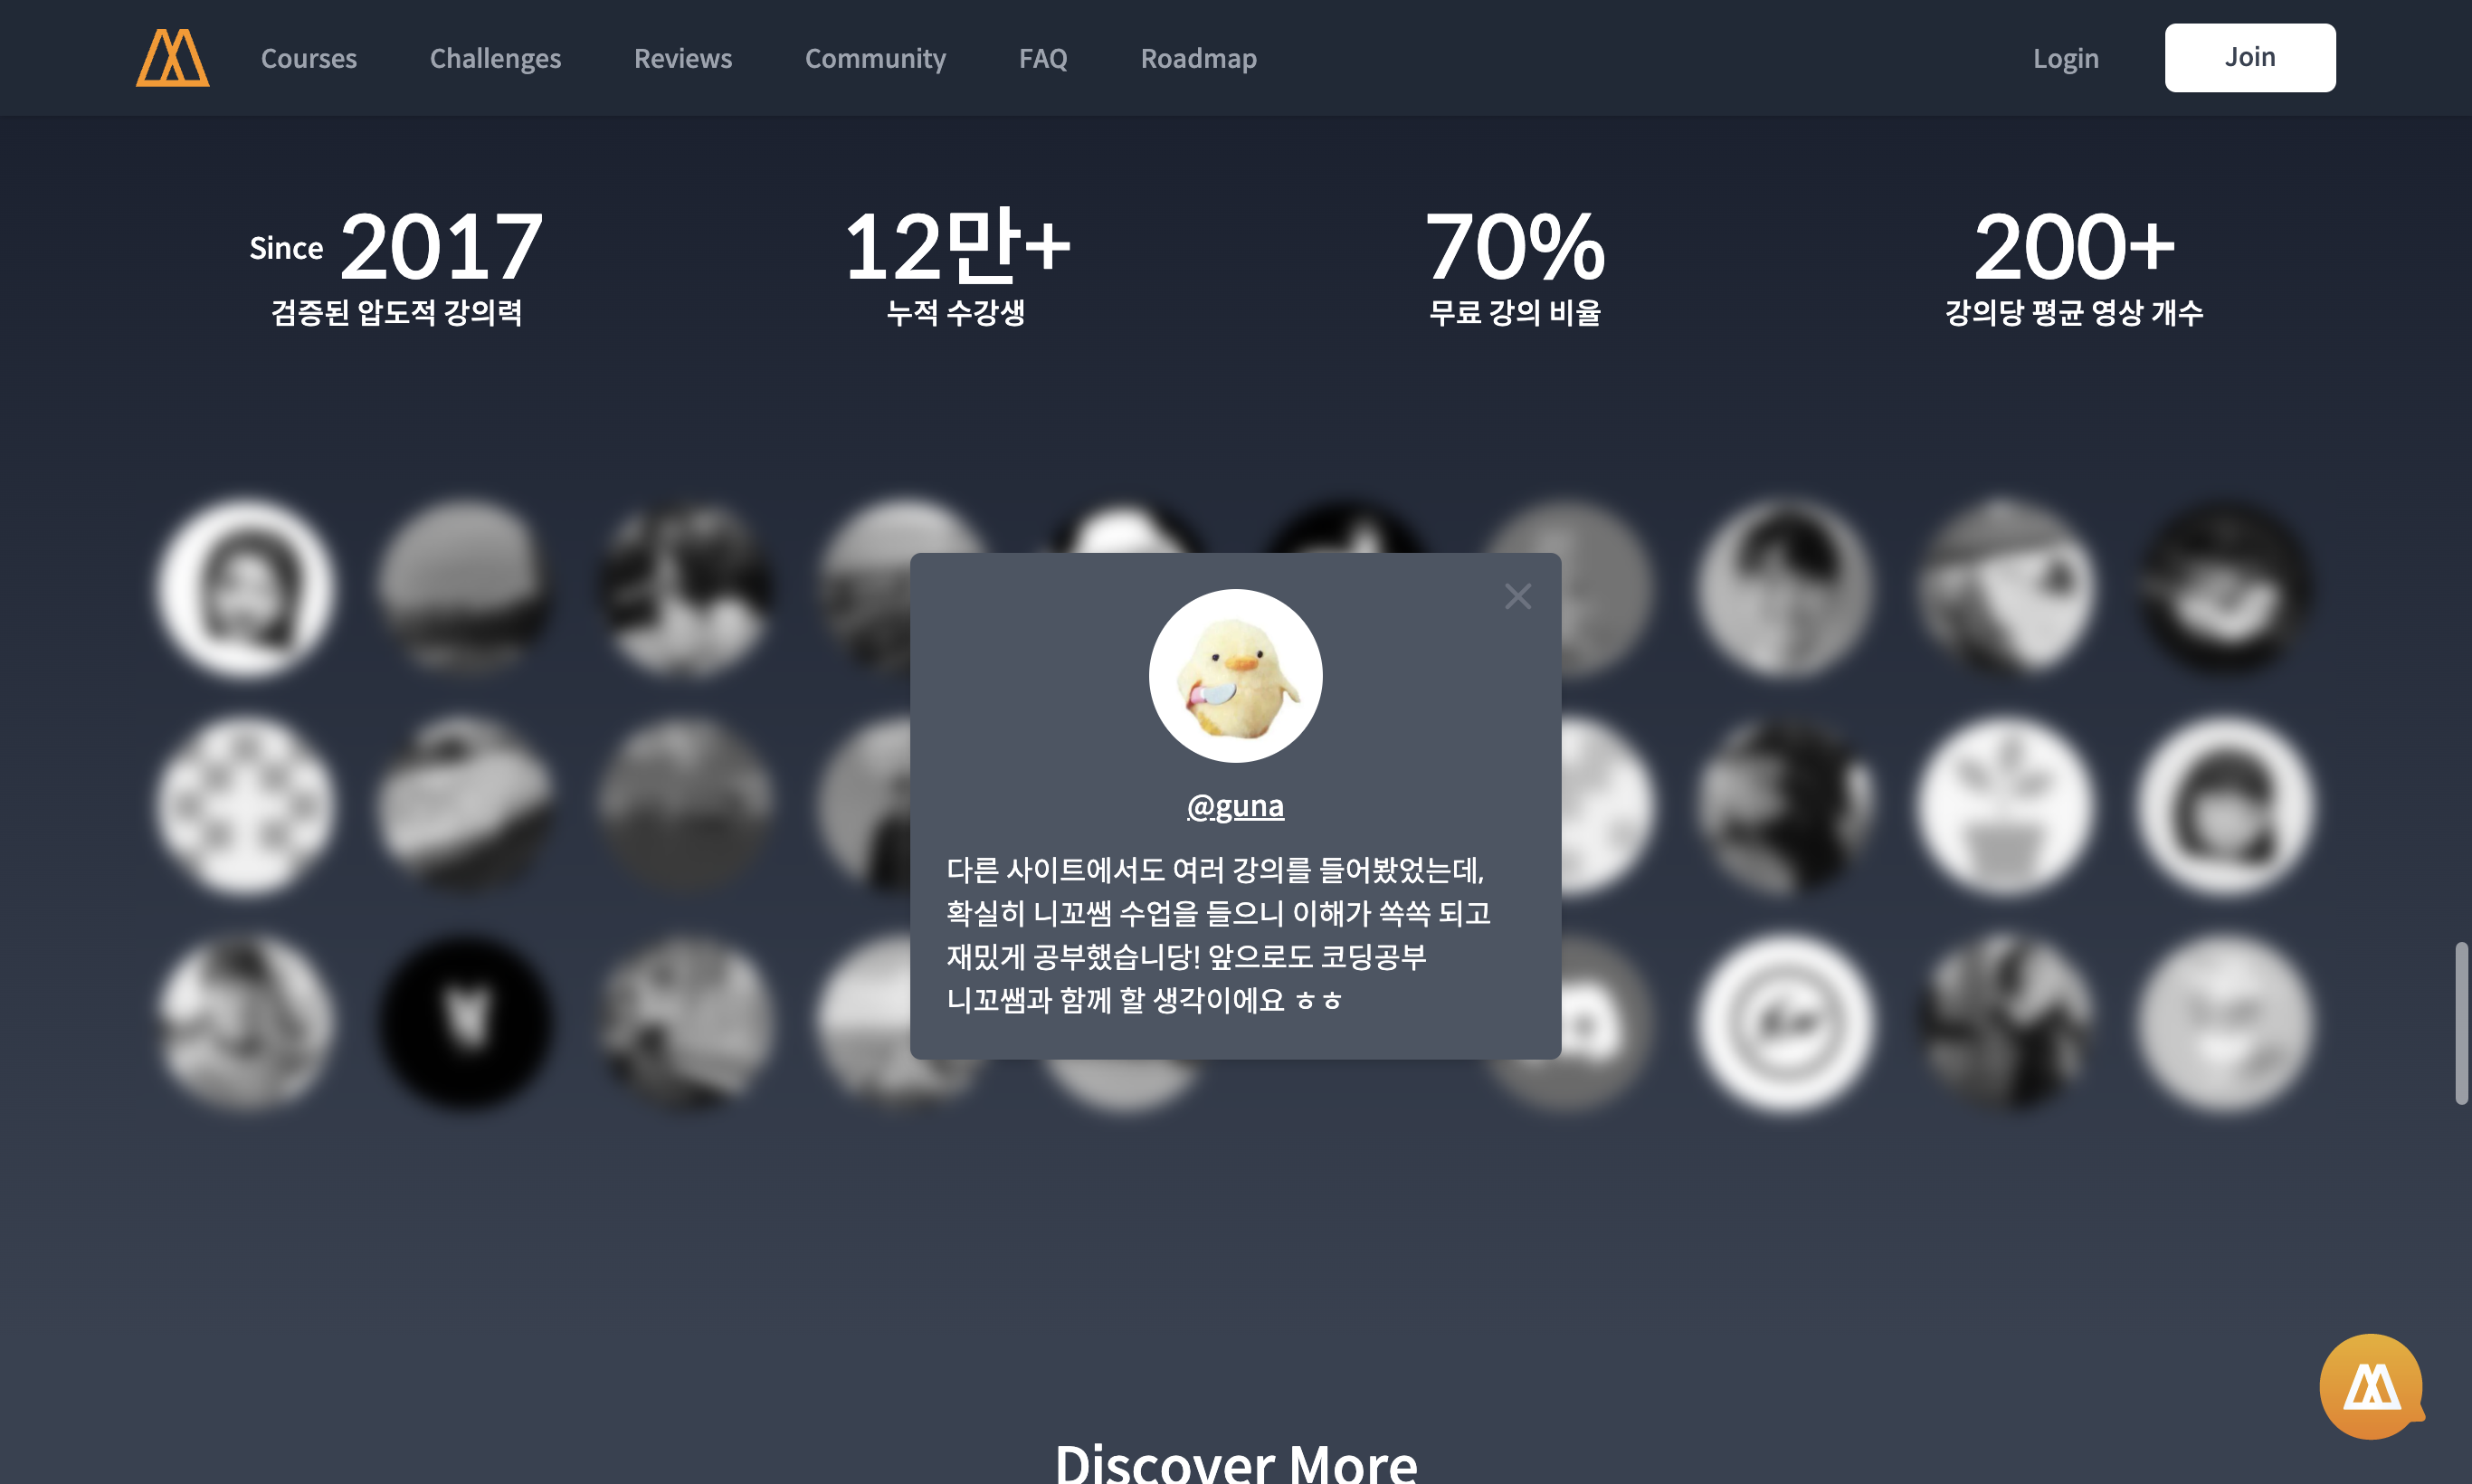 Courses Challenges Reviews Community FAQ Roadmap Login Join
Since 2017 12만+ 70% 200+
검증된 압도적 강의력 누적 수강생 무료 강의 비율 강의당 평균 영상 개수
@guna
다른 사이트에서도 여러 강의를 들어봤었는데,
확실히 니꼬쌤 수업을 들으니 이해가 쏙쏙 되고
재밌게 공부했습니당! 앞으로도 코딩공부
니꼬쌤과 함께 할 생각이에요 ㅎㅎ
Discover More